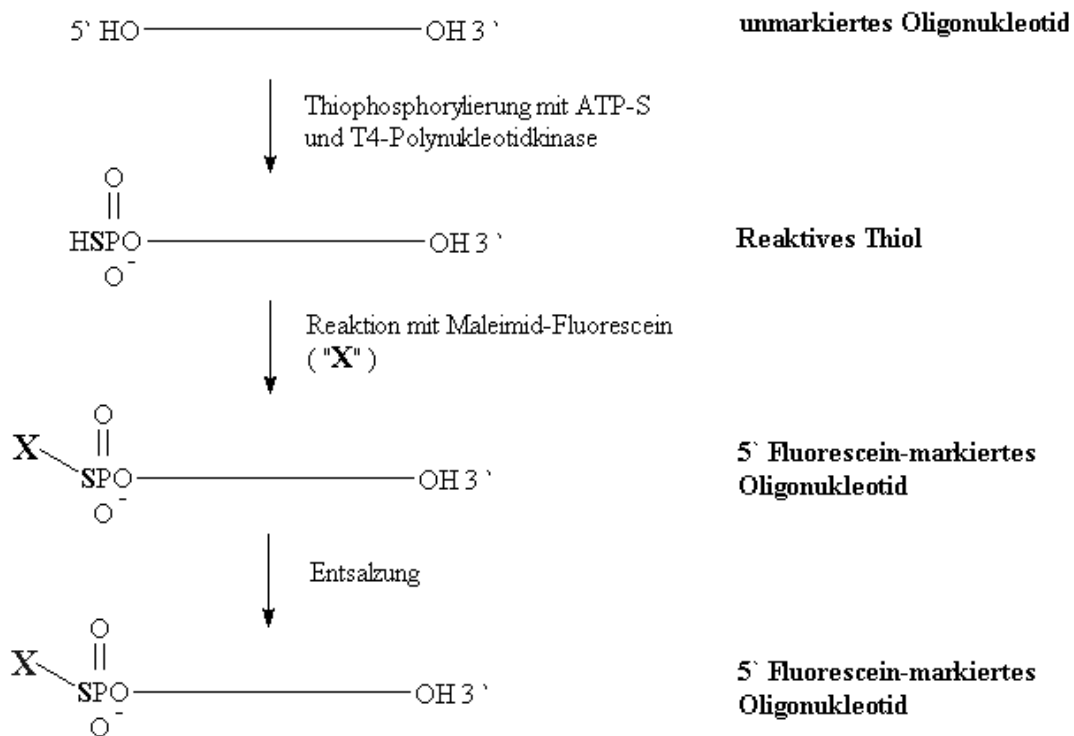 5` HO OH 3` unmarkiertes Oligonukleotid
Thiophosphorylierung mit ATP-S
und T4-Polynukleotidkinase
O
HSPO OH 3` Reaktives Thiol
O-
Reaktion mit Maleimid-Fluorescein
( "X" )
O
X 5` Fluorescein-markiertes
SPO OH 3` Oligonukleotid
O-
Entsalzung
O
X 5` Fluorescein-markiertes
SPO OH 3` Oligonukleotid
O-